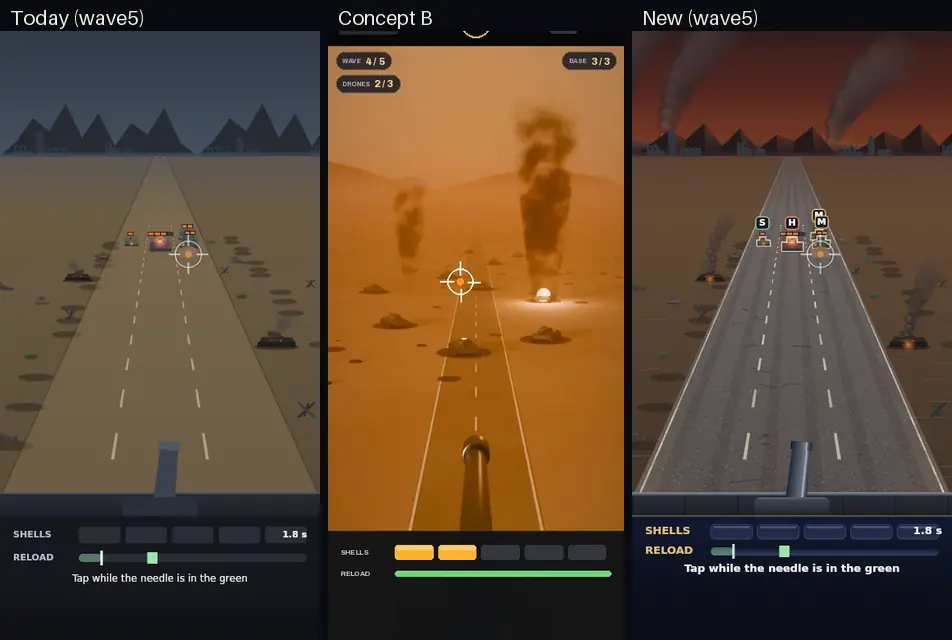 Today (wave5)
SHELLS
1.8 s
RELOAD
Tap while the needle is in the green
Concept B
WAVE 4/5
BASE 3/3
DRONES 2/3
SHELLS
RELOAD
New (wave5)
S
H
M
M
SHELLS
1.8 s
RELOAD
Tap while the needle is in the green